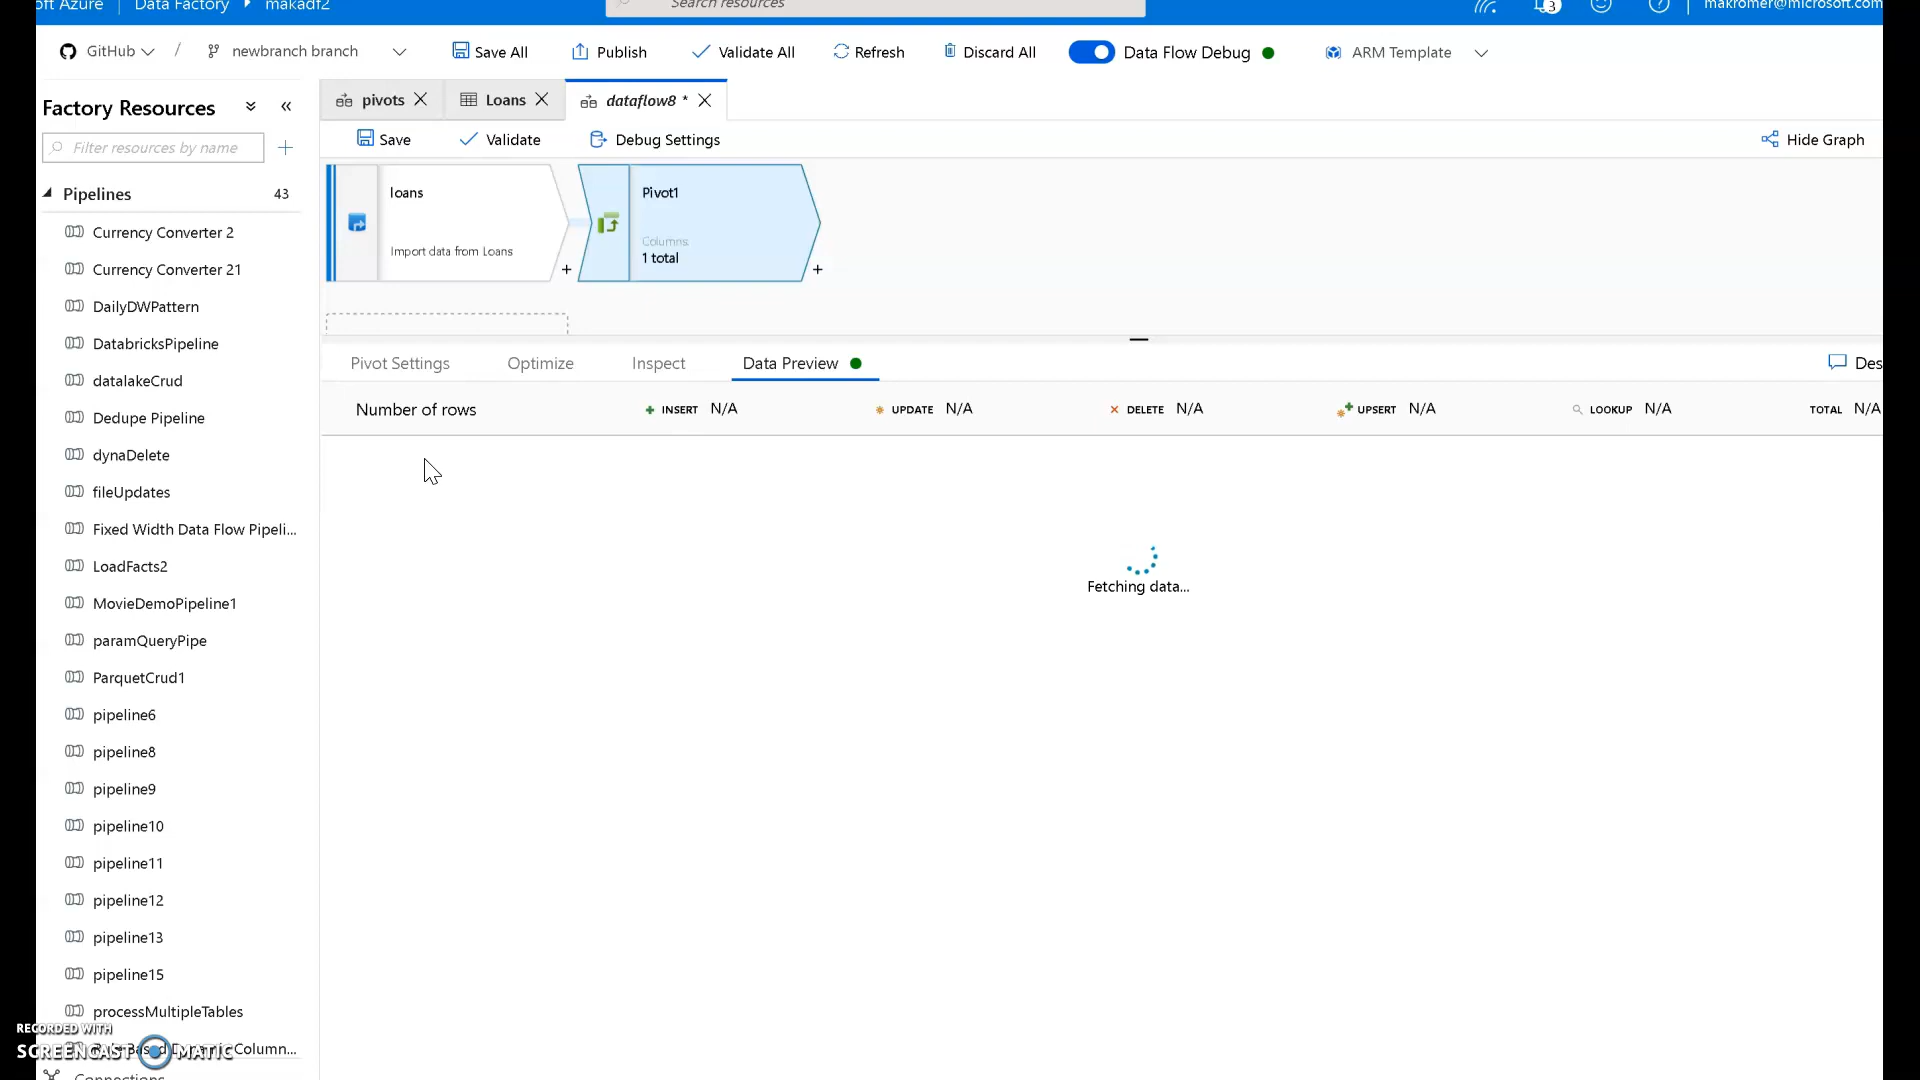 oft Azure Data Factory makadf2 Search resources 3 makromer@microsoft.com
GitHub / newbranch branch Save All Publish Validate All Refresh Discard All Data Flow Debug ARM Template
Factory Resources
pivots Loans dataflow8 *
Filter resources by name
Save Validate Debug Settings Hide Graph
Pipelines 43
Currency Converter 2
Currency Converter 21
DailyDWPattern
DatabricksPipeline
datalakeCrud
Dedupe Pipeline
dynaDelete
fileUpdates
Fixed Width Data Flow Pipeli...
LoadFacts2
MovieDemoPipeline1
paramQueryPipe
ParquetCrud1
pipeline6
pipeline8
pipeline9
pipeline10
pipeline11
pipeline12
pipeline13
pipeline15
processMultipleTables
Dynamic Column...
Connections
loans
Import data from Loans
+
Pivot1
Columns:
1 total
+
Pivot Settings Optimize Inspect Data Preview Des
Number of rows INSERT N/A UPDATE N/A DELETE N/A UPSERT N/A LOOKUP N/A TOTAL N/A
Fetching data...
RECORDED WITH
SCREENCAST MATIC